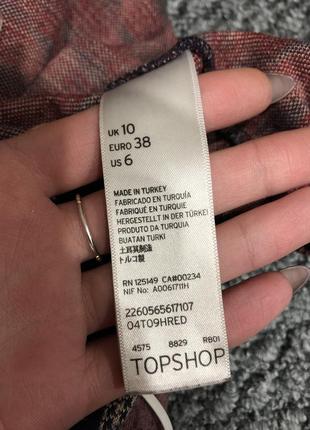 UK 10
EURO 38
US 6
MADE IN TURKEY
FABRICADO EN TURQUÍA
FABRIQUÉ EN TURQUIE
HERGESTELLT IN DER TÜRKEI
PRODUTO DA TURQUIA
BUATAN TURKI
土耳其制造
トルコ製
RN 125149 CA#00234
NIF No: A0061711H
2260565617107
04T09HRED
4575 8829 RB01
TOPSHOP